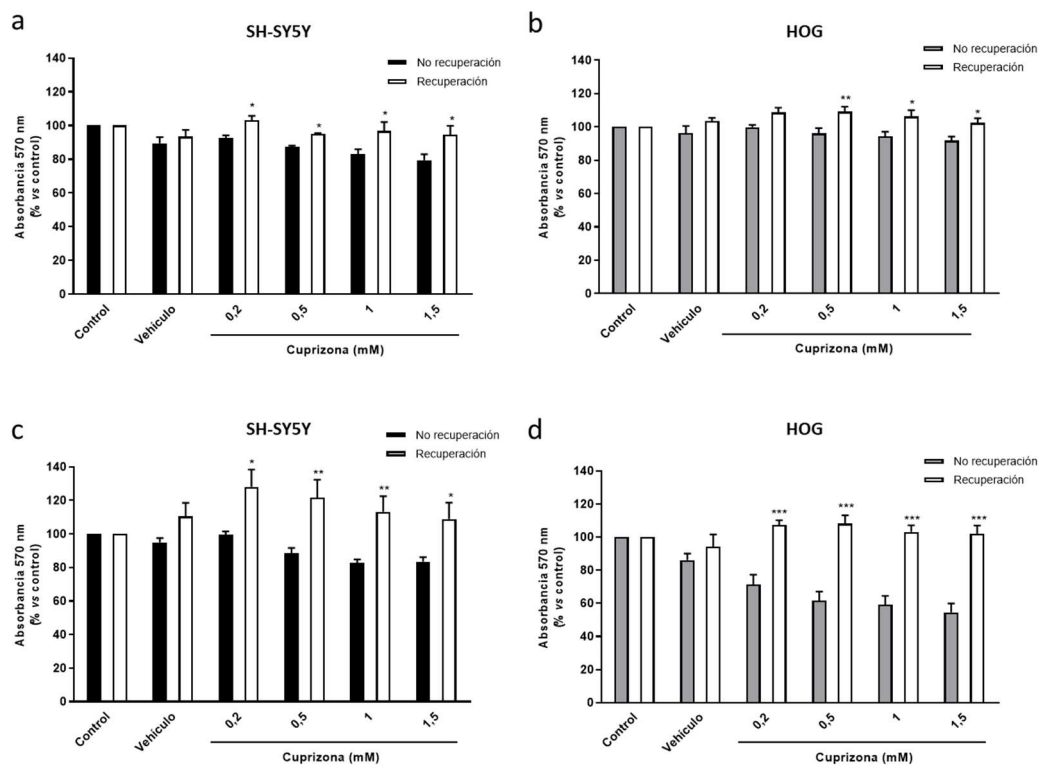 a
SH-SY5Y
No recuperación
Recuperación
Absorbancia 570 nm
(% vs control)
140
120
100
80
60
40
20
0
*
*
*
*
Control
Vehículo
0,2
0,5
1
1,5
Cuprizona (mM)
b
HOG
No recuperación
Recuperación
Absorbancia 570 nm
(% vs control)
140
120
100
80
60
40
20
0
**
*
*
Control
Vehículo
0,2
0,5
1
1,5
Cuprizona (mM)
c
SH-SY5Y
No recuperación
Recuperación
Absorbancia 570 nm
(% vs control)
140
120
100
80
60
40
20
0
*
**
**
*
Control
Vehículo
0,2
0,5
1
1,5
Cuprizona (mM)
d
HOG
No recuperación
Recuperación
Absorbancia 570 nm
(% vs control)
140
120
100
80
60
40
20
0
***
***
***
***
Control
Vehículo
0,2
0,5
1
1,5
Cuprizona (mM)